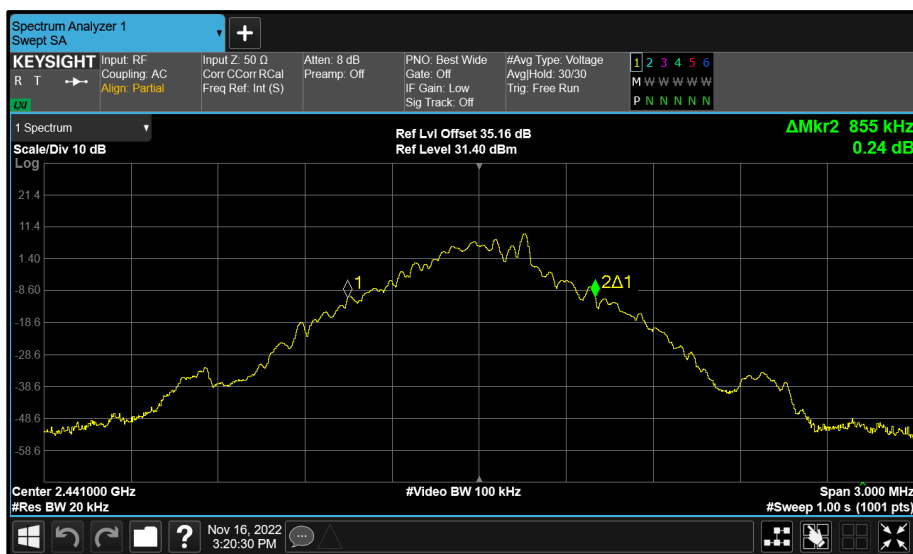 Spectrum Analyzer 1
Swept SA
KEYSIGHT
R T
LXI
Input: RF
Coupling: AC
Align: Partial
Input Z: 50 Ω
Corr CCorr RCal
Freq Ref: Int (S)
Atten: 8 dB
Preamp: Off
PNO: Best Wide
Gate: Off
IF Gain: Low
Sig Track: Off
#Avg Type: Voltage
Avg|Hold: 30/30
Trig: Free Run
1 2 3 4 5 6
M W W W W W
P N N N N N
1 Spectrum
Scale/Div 10 dB
Ref Lvl Offset 35.16 dB
Ref Level 31.40 dBm
ΔMkr2 855 kHz
0.24 dB
Log
21.4
11.4
1.40
-8.60
-18.6
-28.6
-38.6
-48.6
-58.6
1
2Δ1
Center 2.441000 GHz
#Res BW 20 kHz
#Video BW 100 kHz
Span 3.000 MHz
#Sweep 1.00 s (1001 pts)
?
Nov 16, 2022
3:20:30 PM